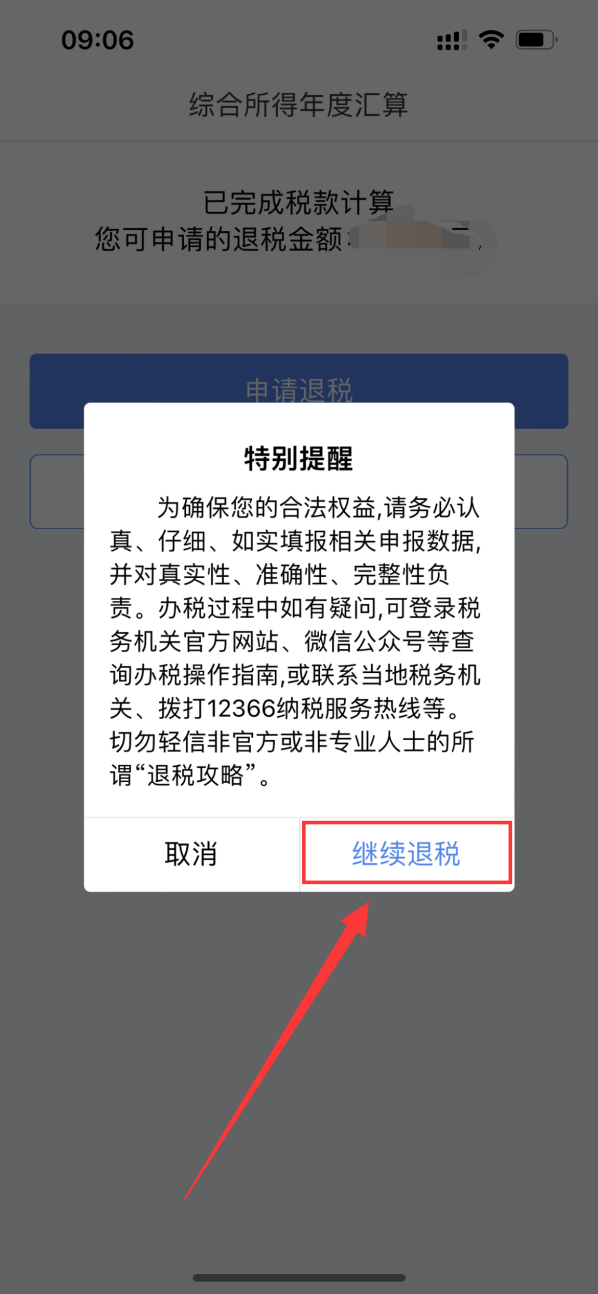 09:06
综合所得年度汇算
已完成税款计算
您可申请的退税金额
申请退税
特别提醒
为确保您的合法权益,请务必认
真、仔细、如实填报相关申报数据,
并对真实性、准确性、完整性负
责。办税过程中如有疑问,可登录税
务机关官方网站、微信公众号等查
询办税操作指南,或联系当地税务机
关、拨打12366纳税服务热线等。
切勿轻信非官方或非专业人士的所
谓“退税攻略”。
取消
继续退税